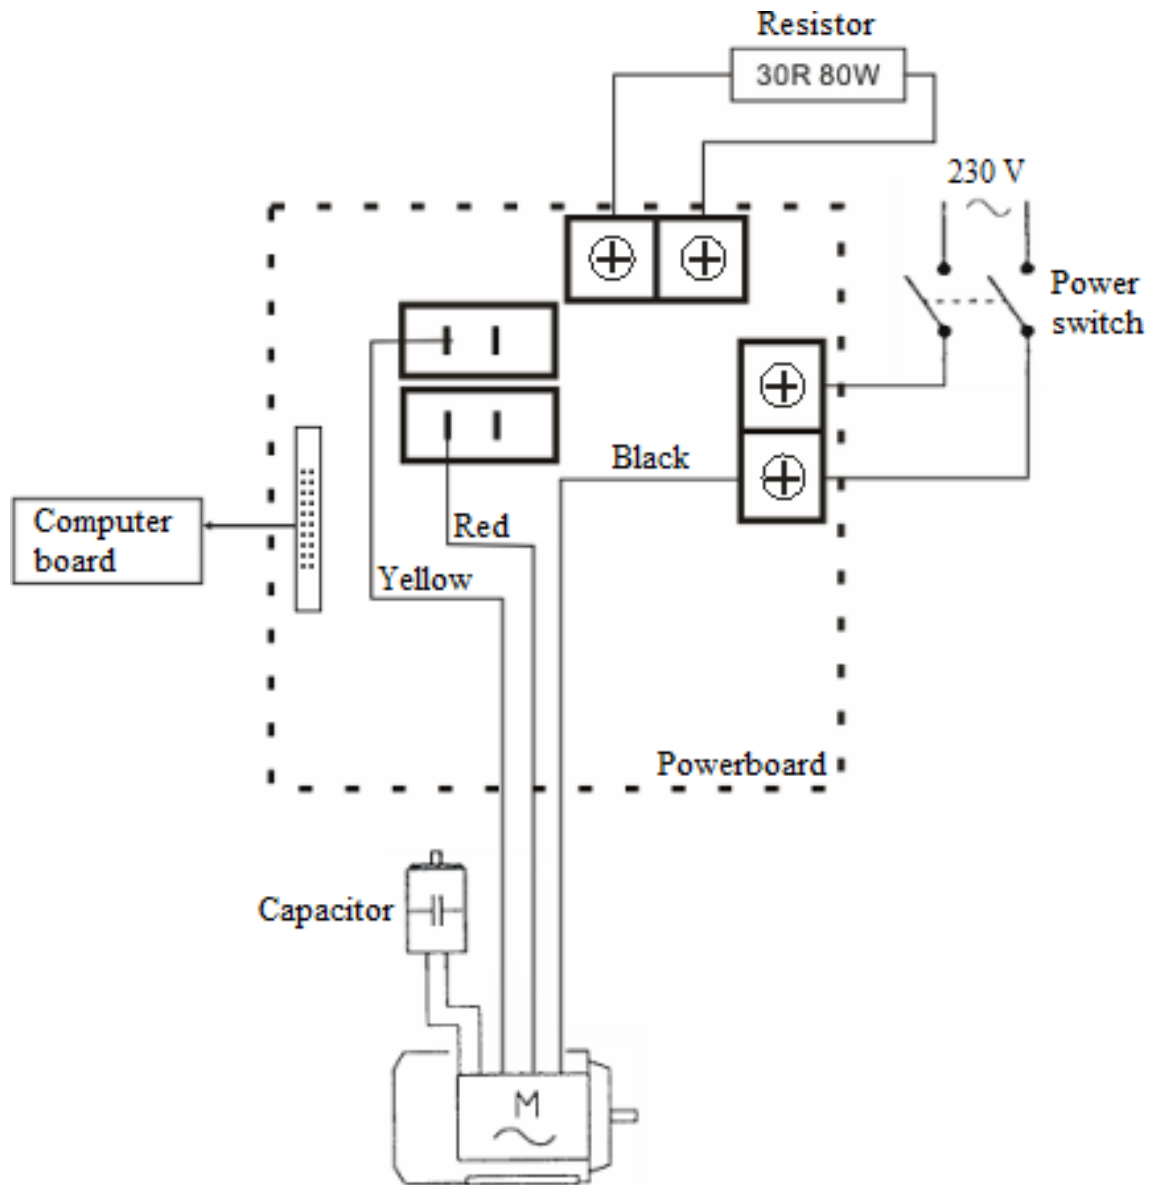 Resistor
30R 80W
230 V
Power
switch
Black
Red
Computer
board
Yellow
Powerboard
Capacitor
M